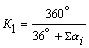 K₁ = 360° / (36° + Σαᵢ)